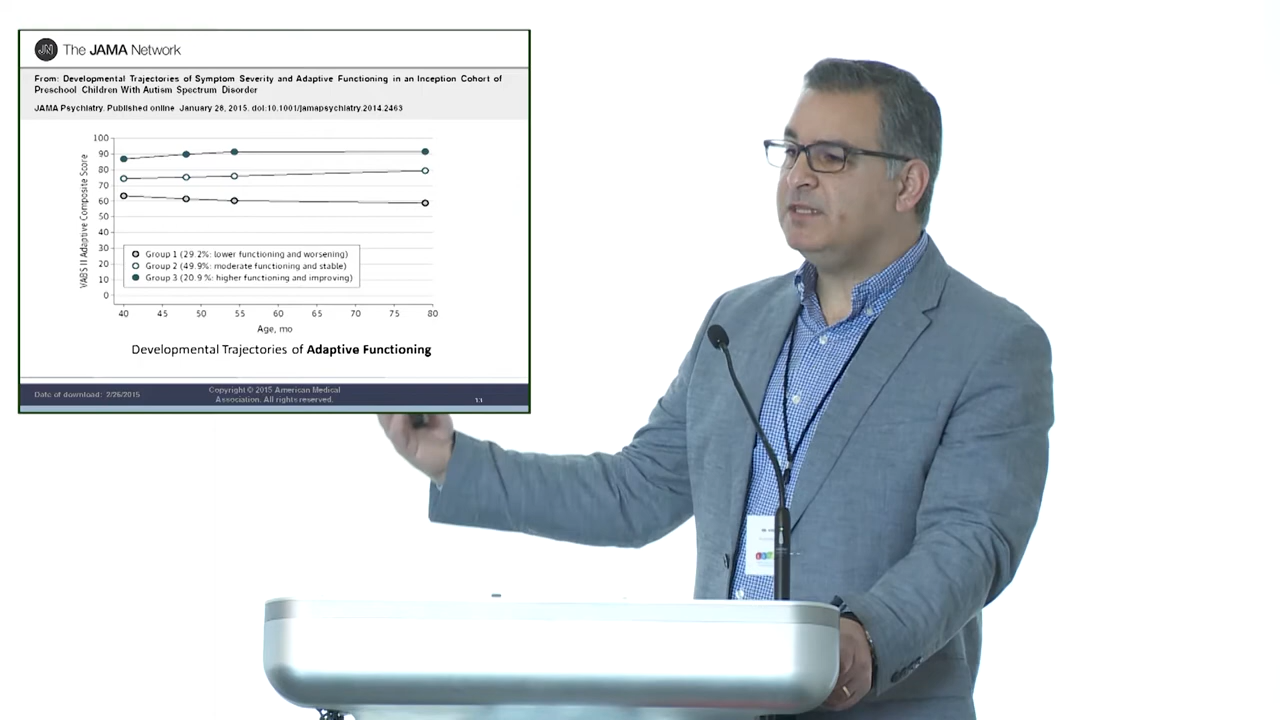 JN The JAMA Network
From: Developmental Trajectories of Symptom Severity and Adaptive Functioning in an Inception Cohort of
Preschool Children With Autism Spectrum Disorder
JAMA Psychiatry. Published online January 28, 2015. doi:10.1001/jamapsychiatry.2014.2463
VABS II Adaptive Composite Score
100
90
80
70
60
50
40
30
20
10
0
Group 1 (29.2%: lower functioning and worsening)
Group 2 (49.9%: moderate functioning and stable)
Group 3 (20.9%: higher functioning and improving)
40 45 50 55 60 65 70 75 80
Age, mo
Developmental Trajectories of Adaptive Functioning
Date of download: 2/26/2015
Copyright © 2015 American Medical
Association. All rights reserved.
13